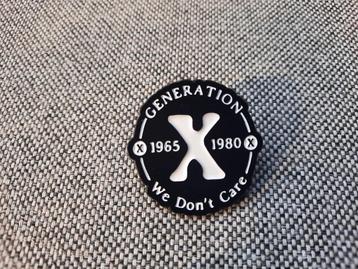 GENERATION
X 1965 X 1980 X
We Don't Care